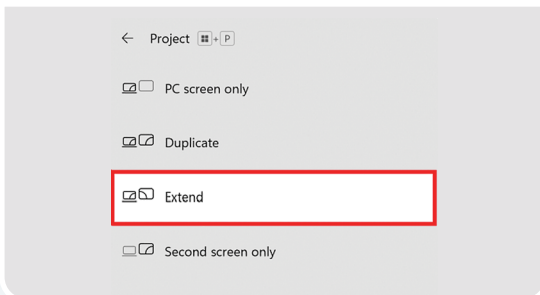 Project + P
PC screen only
Duplicate
Extend
Second screen only